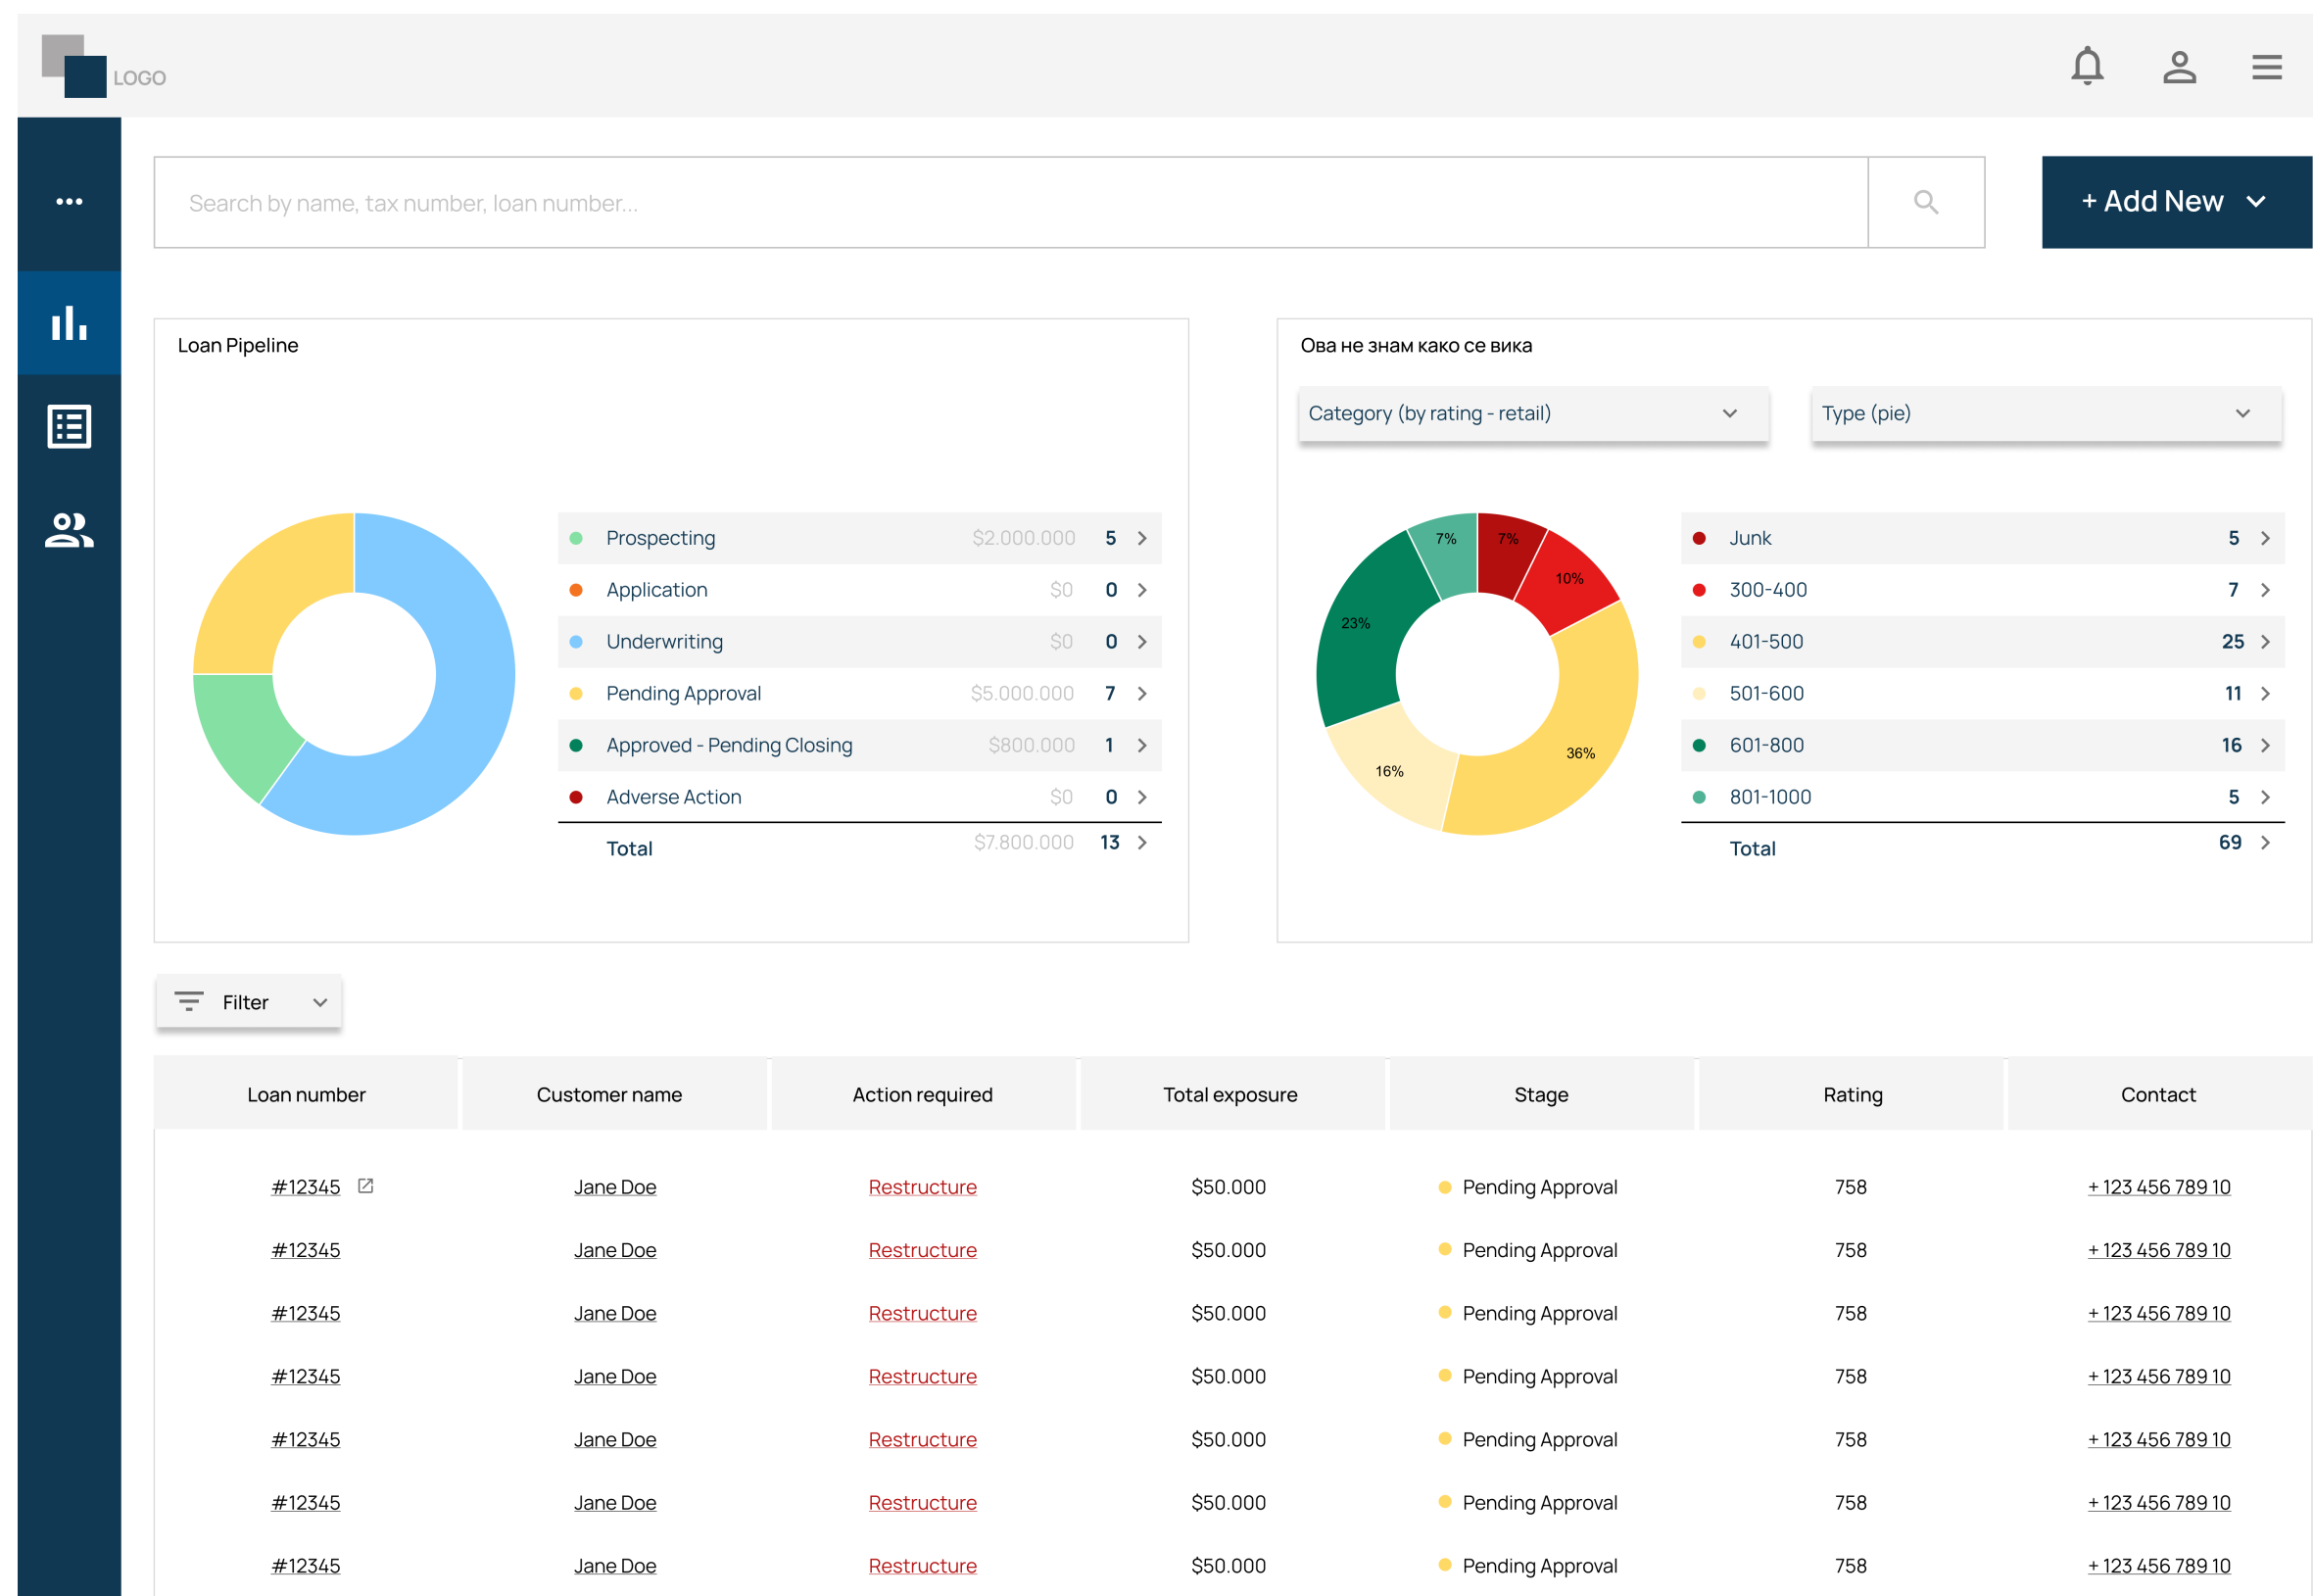 LOGO
Search by name, tax number, loan number...
+ Add New
Loan Pipeline
Prospecting $2.000.000 5
Application $0 0
Underwriting $0 0
Pending Approval $5.000.000 7
Approved - Pending Closing $800.000 1
Adverse Action $0 0
Total $7.800.000 13
Ова не знам како се вика
Category (by rating - retail)
Type (pie)
7% 7%
10%
23%
36%
16%
Junk 5
300-400 7
401-500 25
501-600 11
601-800 16
801-1000 5
Total 69
Filter
Loan number Customer name Action required Total exposure Stage Rating Contact
#12345 Jane Doe Restructure $50.000 Pending Approval 758 + 123 456 789 10
#12345 Jane Doe Restructure $50.000 Pending Approval 758 + 123 456 789 10
#12345 Jane Doe Restructure $50.000 Pending Approval 758 + 123 456 789 10
#12345 Jane Doe Restructure $50.000 Pending Approval 758 + 123 456 789 10
#12345 Jane Doe Restructure $50.000 Pending Approval 758 + 123 456 789 10
#12345 Jane Doe Restructure $50.000 Pending Approval 758 + 123 456 789 10
#12345 Jane Doe Restructure $50.000 Pending Approval 758 + 123 456 789 10